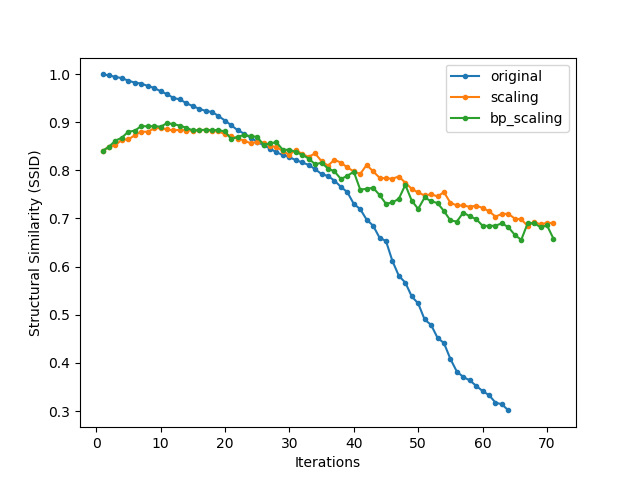 original
scaling
bp_scaling
1.0
0.9
0.8
0.7
0.6
0.5
0.4
0.3
Structural Similarity (SSID)
0 10 20 30 40 50 60 70
Iterations